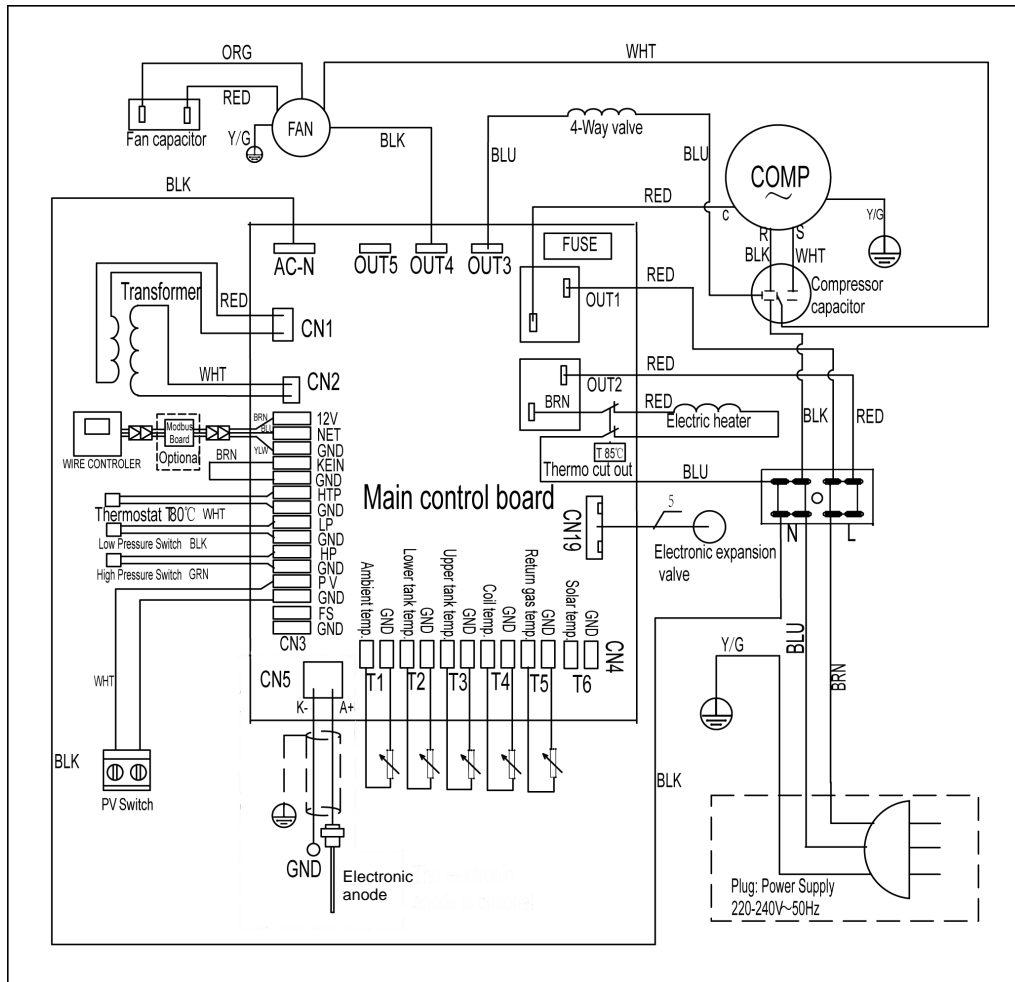 ORG
WHT
RED
Fan capacitor
Y/G
FAN
BLK
BLU
4-Way valve
BLU
COMP
~
RED
C
Y/G
R
S
BLK
WHT
BLK
AC-N
OUT5
OUT4
OUT3
FUSE
RED
OUT1
Compressor
capacitor
Transformer
RED
CN1
WHT
CN2
RED
OUT2
BRN
RED
Electric heater
T 85℃
Thermo cut out
BLK
RED
BLU
WIRE CONTROLER
Modbus
Board
Optional
BRN
BLU
YLW
BRN
12V
NET
GND
KEIN
GND
HTP
GND
LP
GND
HP
GND
PV
GND
FS
GND
CN3
Thermostat T80℃ WHT
Low Pressure Switch BLK
High Pressure Switch GRN
Main control board
CN19
5
Electronic expansion
valve
N
L
Ambient temp.
GND
Lower tank temp.
GND
Upper tank temp.
GND
Coil temp.
GND
Return gas temp.
GND
Solar temp.
GND
CN4
T1
T2
T3
T4
T5
T6
CN5
K-
A+
WHT
BLK
PV Switch
GND
Electronic
anode
BLK
Y/G
BLU
BRN
Plug: Power Supply
220-240V~50Hz